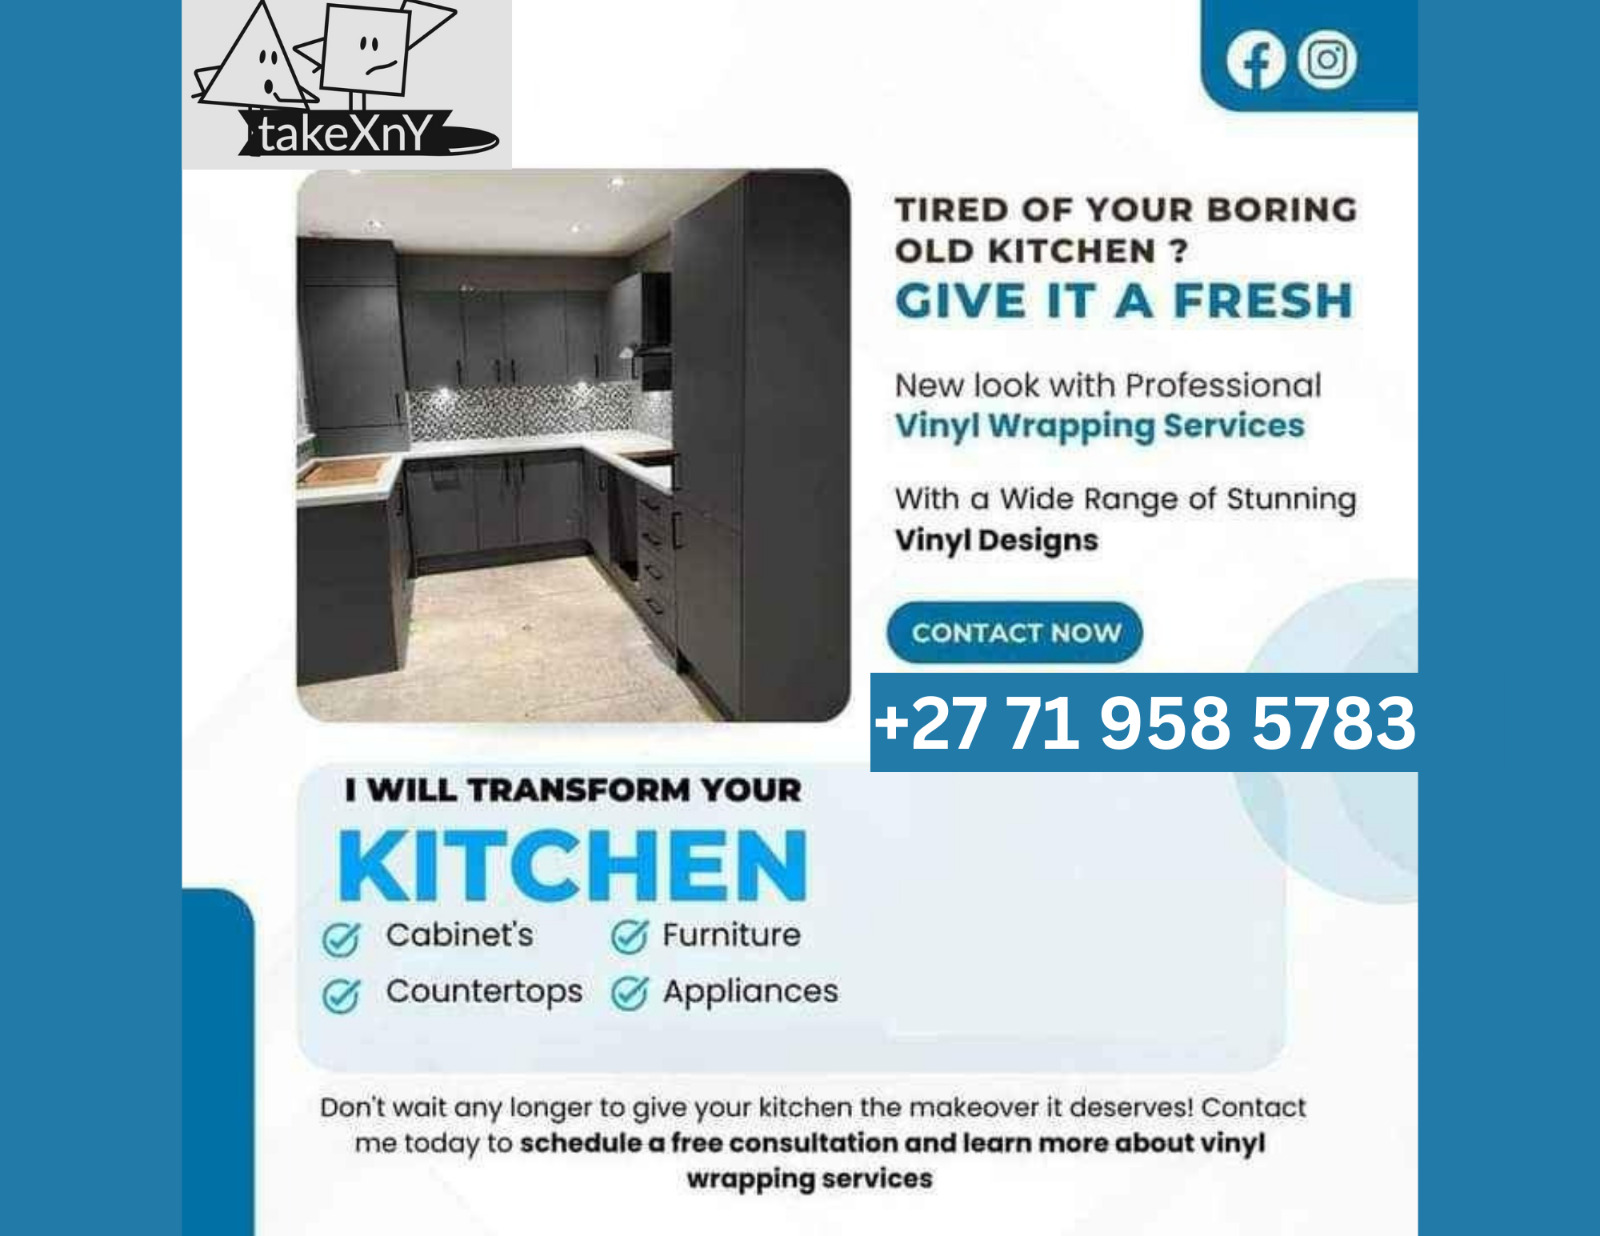 takeXnY
TIRED OF YOUR BORING
OLD KITCHEN ?
GIVE IT A FRESH
New look with Professional
Vinyl Wrapping Services
With a Wide Range of Stunning
Vinyl Designs
CONTACT NOW
+27 71 958 5783
I WILL TRANSFORM YOUR
KITCHEN
Cabinet's
Furniture
Countertops
Appliances
Don't wait any longer to give your kitchen the makeover it deserves! Contact
me today to schedule a free consultation and learn more about vinyl
wrapping services